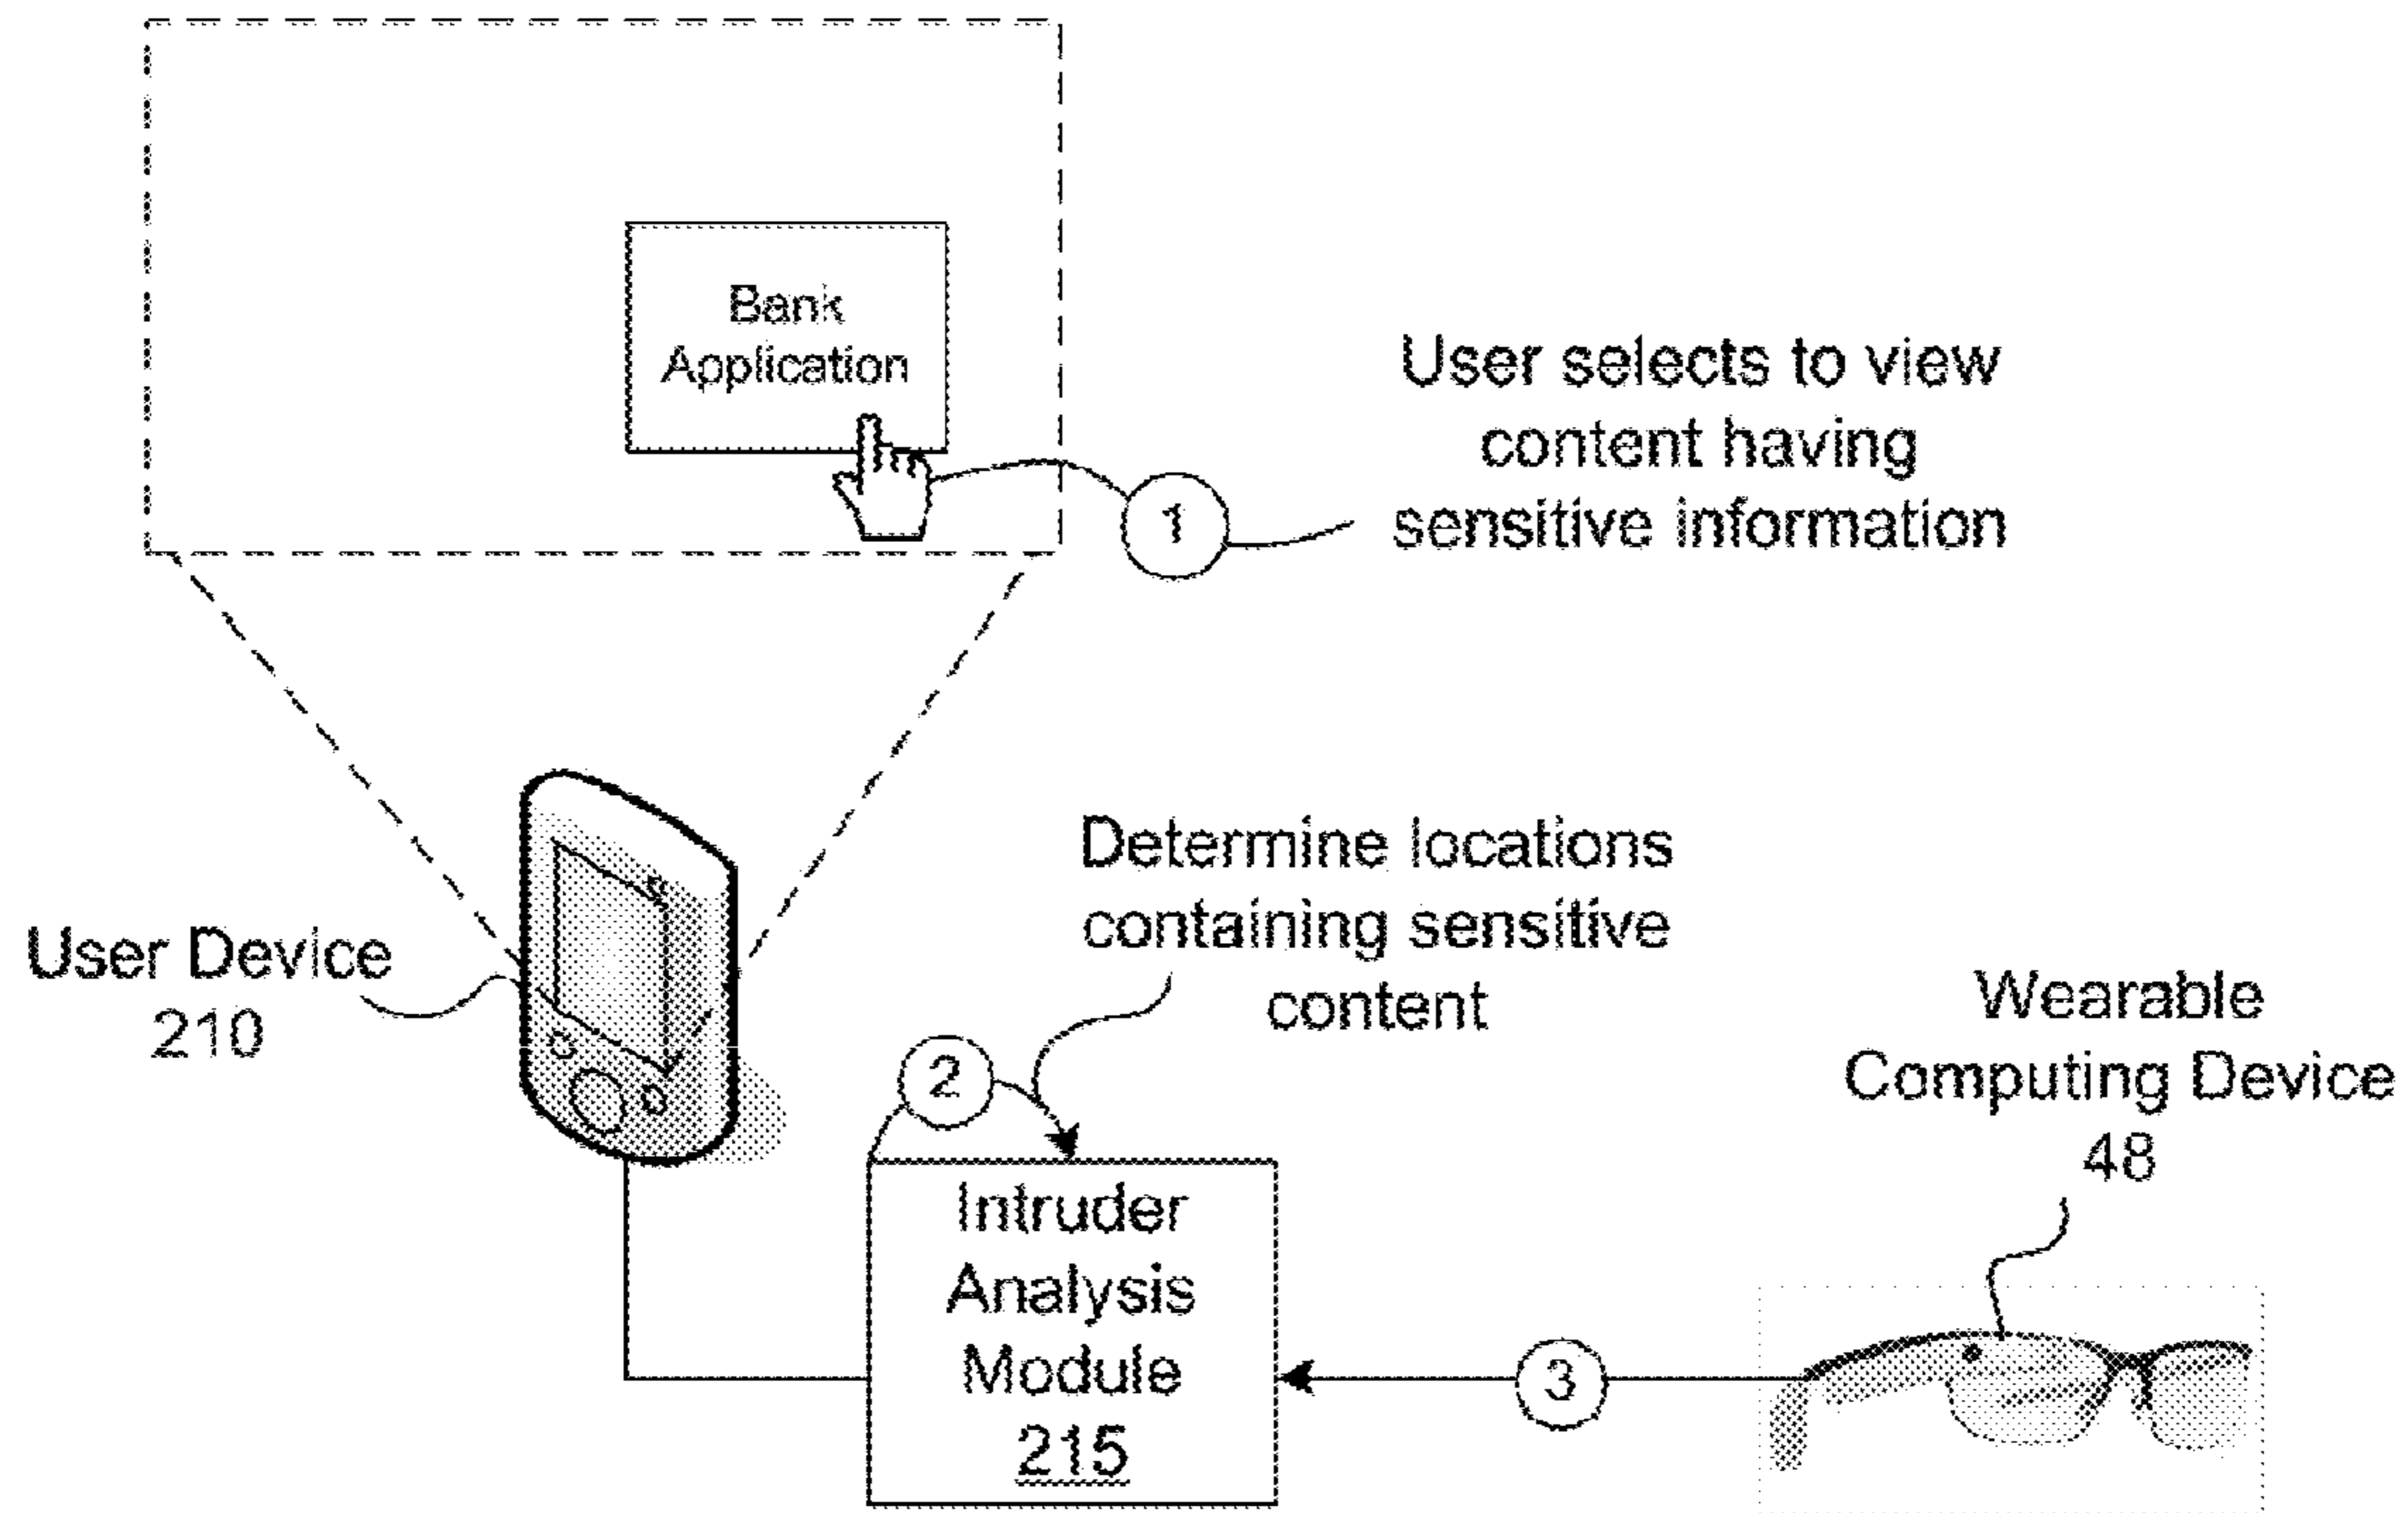 Bank
Application
User selects to view
content having
sensitive information
1
Determine locations
containing sensitive
content
User Device
210
2
Wearable
Computing Device
48
Intruder
Analysis
Module
215
3